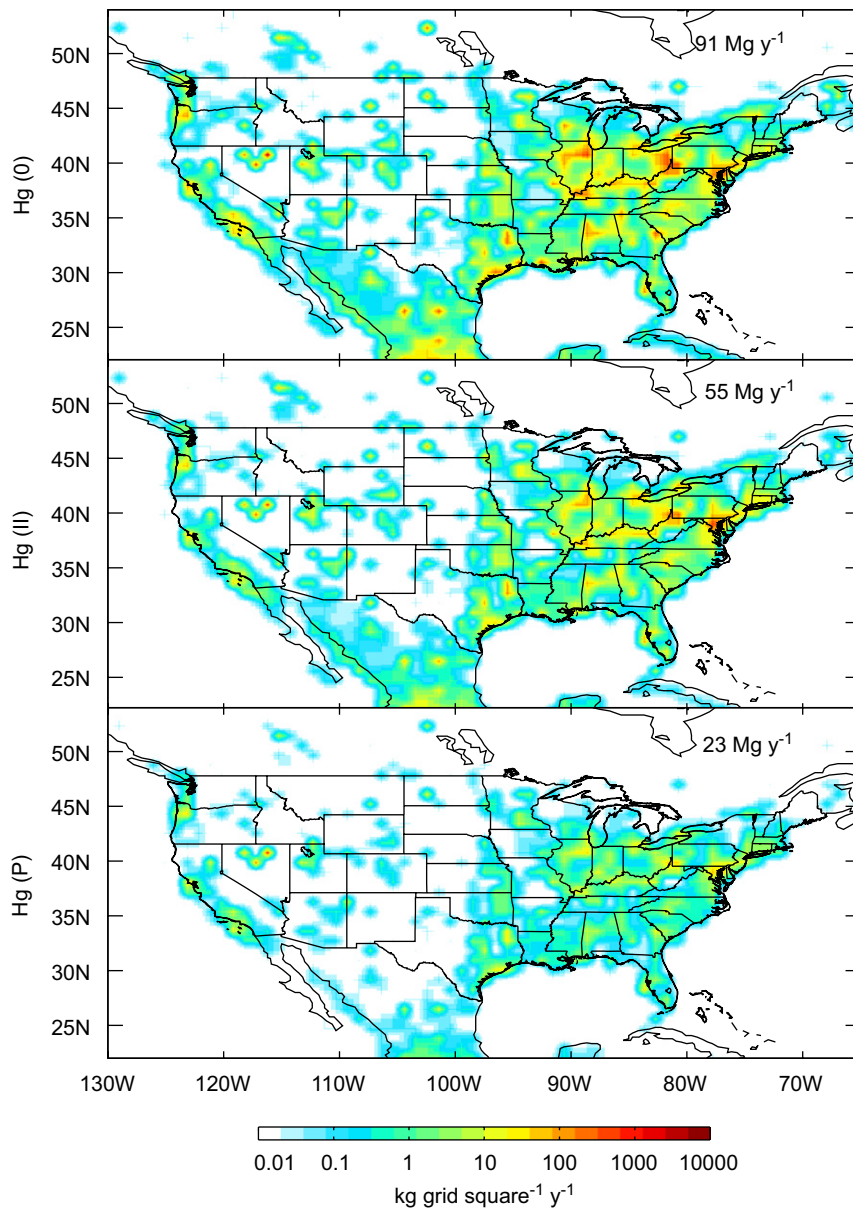 50N
91 Mg y⁻¹
45N
Hg (0)
40N
35N
30N
25N
50N
55 Mg y⁻¹
45N
Hg (II)
40N
35N
30N
25N
50N
23 Mg y⁻¹
45N
Hg (P)
40N
35N
30N
25N
130W 120W 110W 100W 90W 80W 70W
0.01 0.1 1 10 100 1000 10000
kg grid square⁻¹ y⁻¹